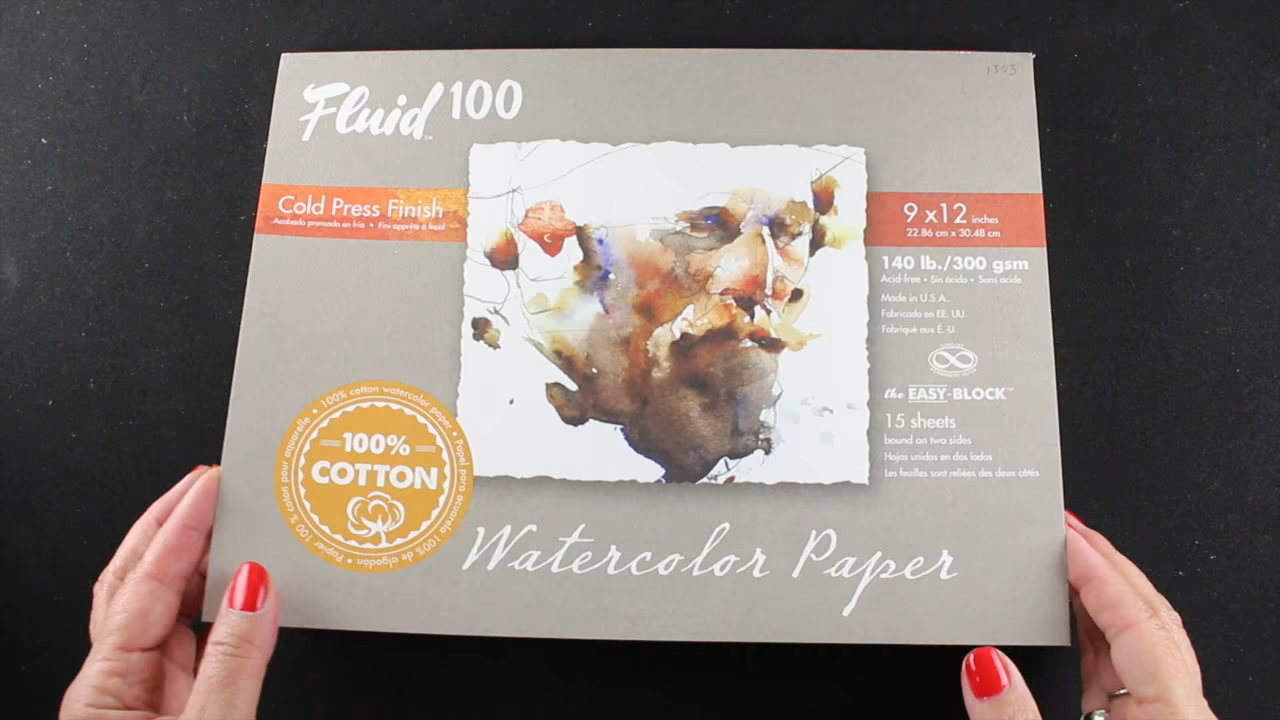 1503
Fluid™ 100
Cold Press Finish
Acabado prensado en frío • Fini apprêté à froid
9 x 12 inches
22.86 cm x 30.48 cm
140 lb./300 gsm
Acid-free • Sin ácido • Sans acide
Made in U.S.A.
Fabricado en EE. UU.
Fabriqué aux É.-U.
the EASY-BLOCK™
15 sheets
bound on two sides
Hojas unidas en dos lados
Les feuilles sont reliées des deux côtés
100% cotton watercolor paper • Papel para acuarela 100% de algodón • Papier 100 % coton pour aquarelle •
100%
COTTON
Watercolor Paper